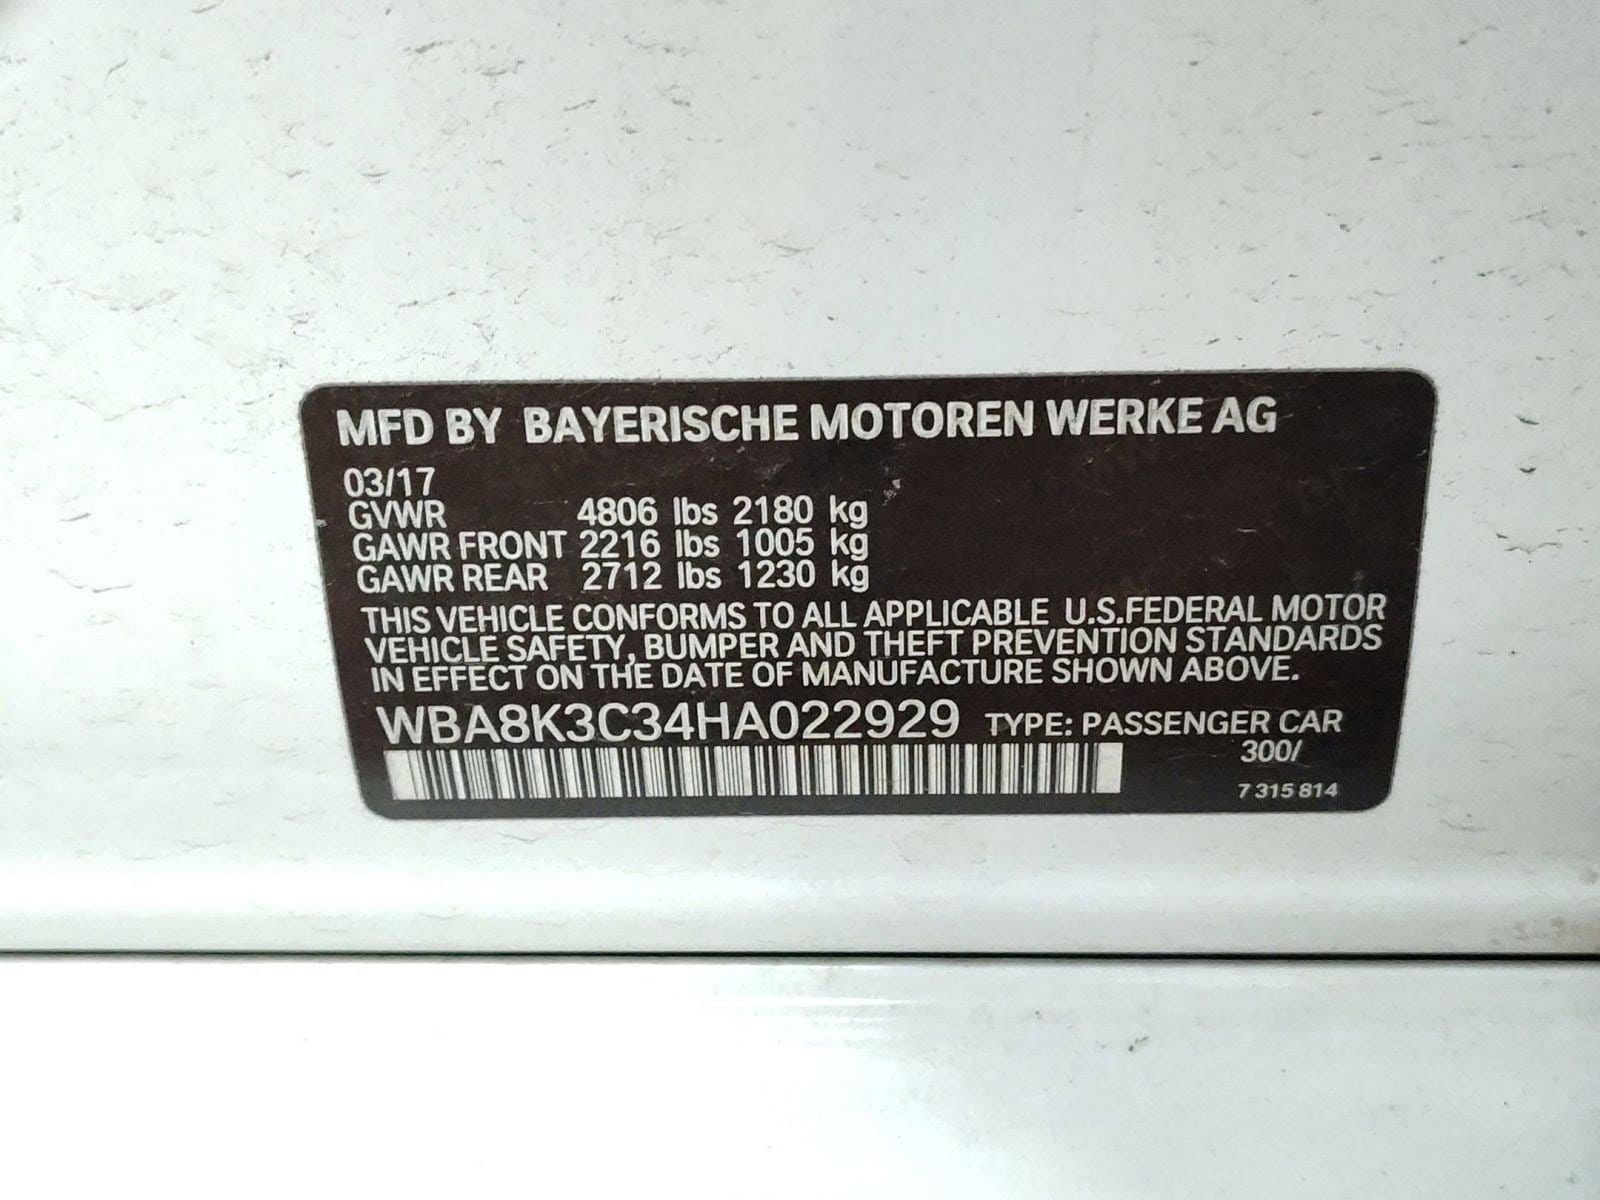 MFD BY BAYERISCHE MOTOREN WERKE AG
03/17
GVWR 4806 lbs 2180 kg
GAWR FRONT 2216 lbs 1005 kg
GAWR REAR 2712 lbs 1230 kg
THIS VEHICLE CONFORMS TO ALL APPLICABLE U.S.FEDERAL MOTOR
VEHICLE SAFETY, BUMPER AND THEFT PREVENTION STANDARDS
IN EFFECT ON THE DATE OF MANUFACTURE SHOWN ABOVE.
WBA8K3C34HA022929 TYPE: PASSENGER CAR
300/
7 315 814